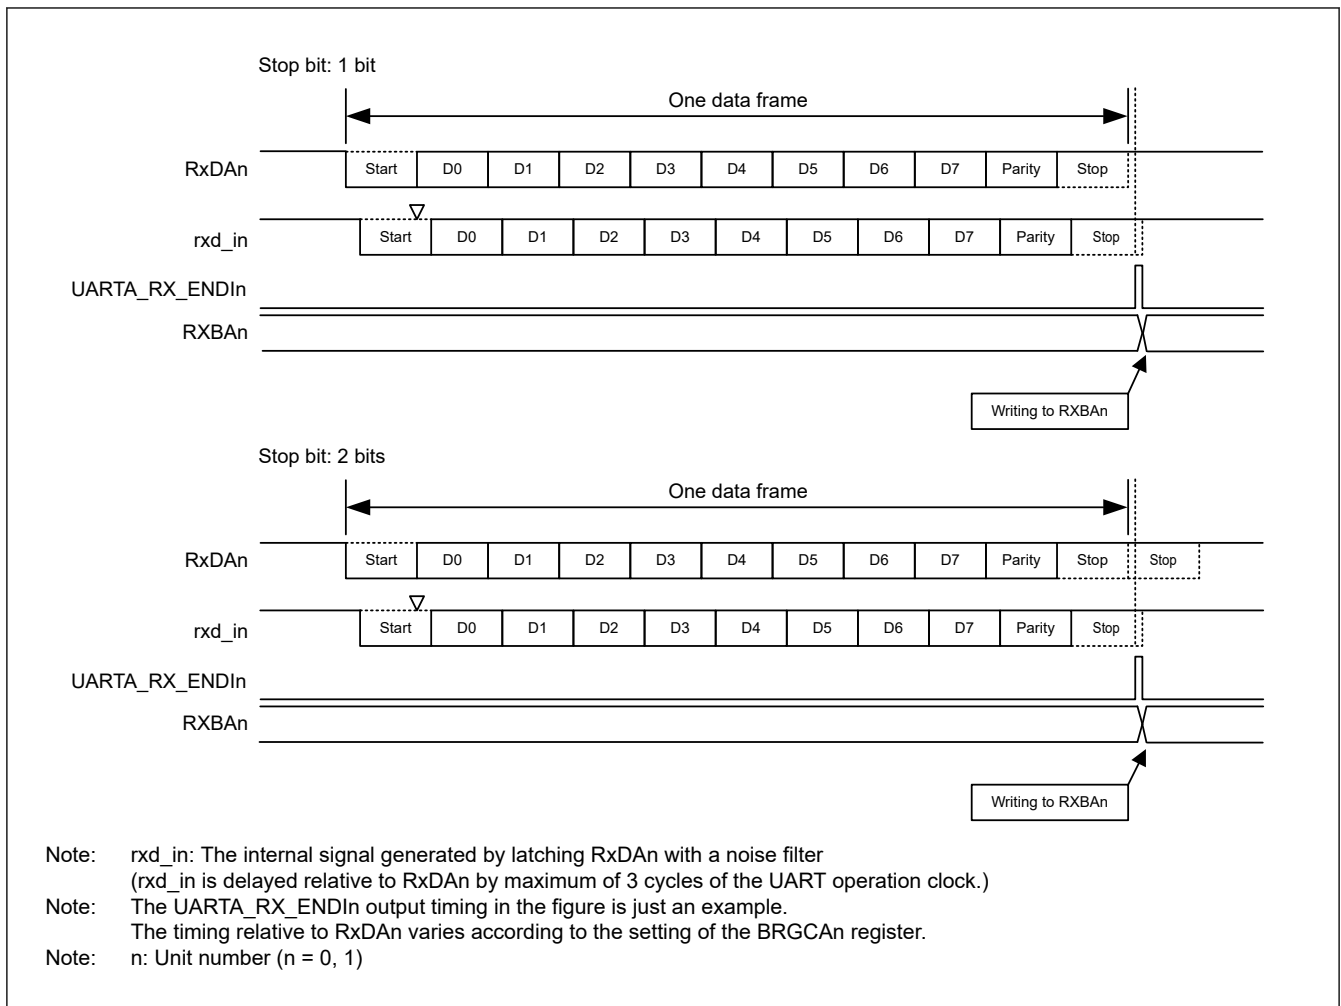 Stop bit: 1 bit
One data frame
RxDAn Start D0 D1 D2 D3 D4 D5 D6 D7 Parity Stop
rxd_in Start D0 D1 D2 D3 D4 D5 D6 D7 Parity Stop
UARTA_RX_ENDIn
RXBAn
Writing to RXBAn
Stop bit: 2 bits
One data frame
RxDAn Start D0 D1 D2 D3 D4 D5 D6 D7 Parity Stop Stop
rxd_in Start D0 D1 D2 D3 D4 D5 D6 D7 Parity Stop
UARTA_RX_ENDIn
RXBAn
Writing to RXBAn
Note: rxd_in: The internal signal generated by latching RxDAn with a noise filter
(rxd_in is delayed relative to RxDAn by maximum of 3 cycles of the UART operation clock.)
Note: The UARTA_RX_ENDIn output timing in the figure is just an example.
The timing relative to RxDAn varies according to the setting of the BRGCAn register.
Note: n: Unit number (n = 0, 1)